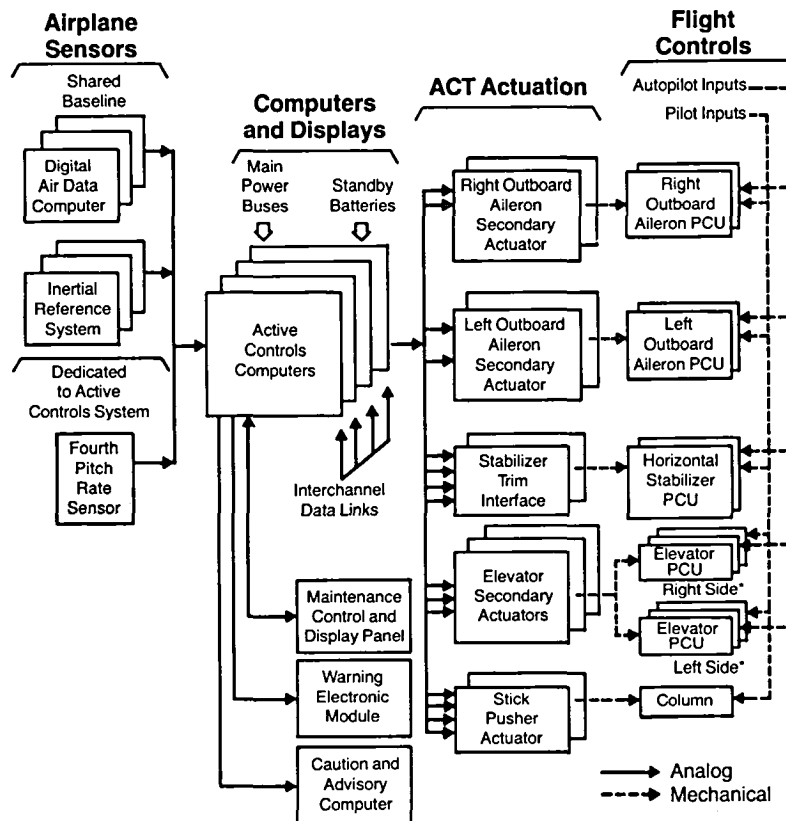 Airplane
Sensors
Shared
Baseline
Digital
Air Data
Computer
Inertial
Reference
System
Dedicated
to Active
Controls System
Fourth
Pitch
Rate
Sensor
Computers
and Displays
Main
Power
Buses
Standby
Batteries
Active
Controls
Computers
Interchannel
Data Links
Maintenance
Control and
Display Panel
Warning
Electronic
Module
Caution and
Advisory
Computer
ACT Actuation
Right Outboard
Aileron
Secondary
Actuator
Left Outboard
Aileron
Secondary
Actuator
Stabilizer
Trim
Interface
Elevator
Secondary
Actuators
Stick
Pusher
Actuator
Flight
Controls
Autopilot Inputs
Pilot Inputs
Right
Outboard
Aileron PCU
Left
Outboard
Aileron PCU
Horizontal
Stabilizer
PCU
Elevator
PCU
Right Side*
Elevator
PCU
Left Side*
Column
Analog
Mechanical